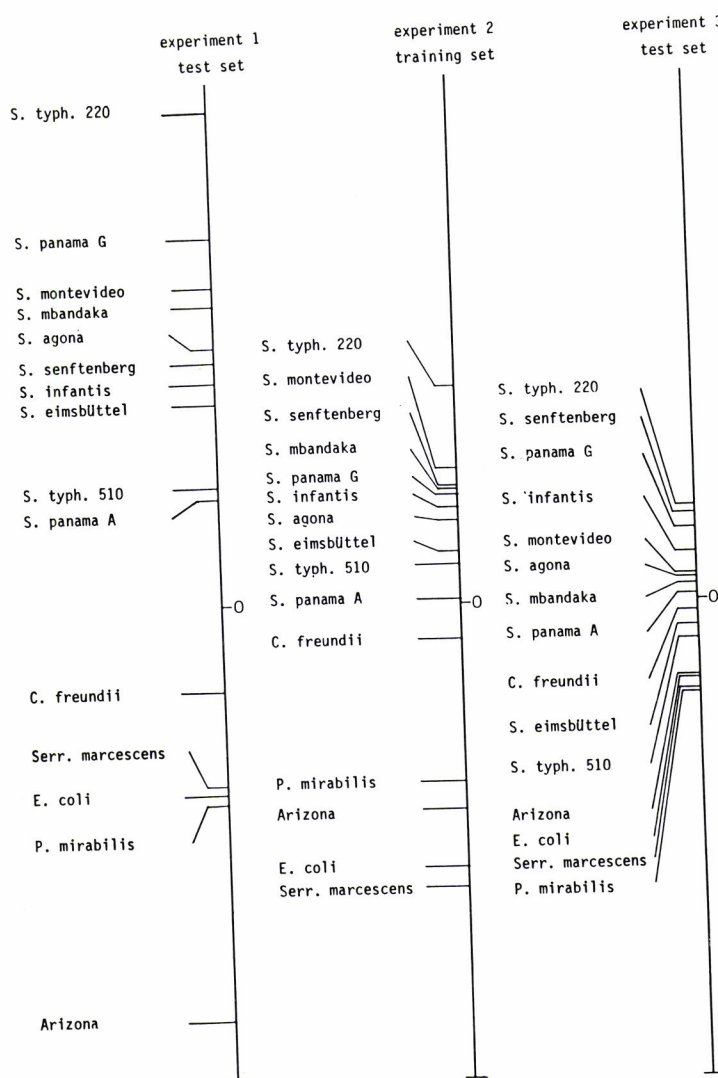 experiment 1
test set
S. typh. 220
S. panama G
S. montevideo
S. mbandaka
S. agona
S. senftenberg
S. infantis
S. eimsbüttel
S. typh. 510
S. panama A
0
C. freundii
Serr. marcescens
E. coli
P. mirabilis
Arizona
experiment 2
training set
S. typh. 220
S. montevideo
S. senftenberg
S. mbandaka
S. panama G
S. infantis
S. agona
S. eimsbüttel
S. typh. 510
S. panama A
0
C. freundii
P. mirabilis
Arizona
E. coli
Serr. marcescens
experiment 3
test set
S. typh. 220
S. senftenberg
S. panama G
S. infantis
S. montevideo
S. agona
S. mbandaka
0
S. panama A
C. freundii
S. eimsbüttel
S. typh. 510
Arizona
E. coli
Serr. marcescens
P. mirabilis